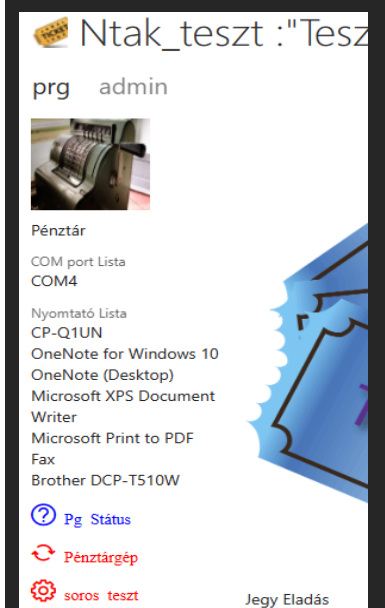 Ntak_teszt :"Tesz
prg admin
Pénztár
COM port Lista
COM4
Nyomtató Lista
CP-Q1UN
OneNote for Windows 10
OneNote (Desktop)
Microsoft XPS Document
Writer
Microsoft Print to PDF
Fax
Brother DCP-T510W
Pg Státus
Pénztárgép
soros teszt
Jegy Eladás